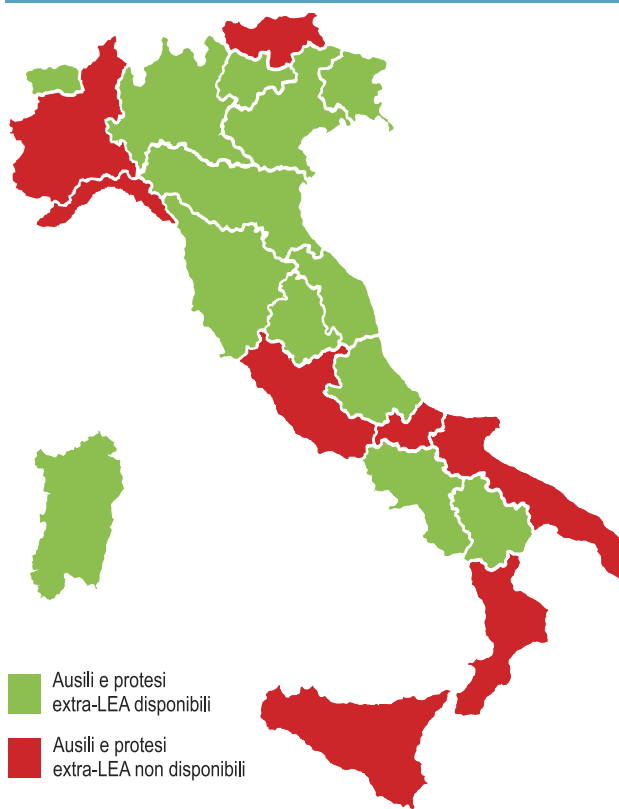 Ausili e protesi
extra-LEA disponibili
Ausili e protesi
extra-LEA non disponibili